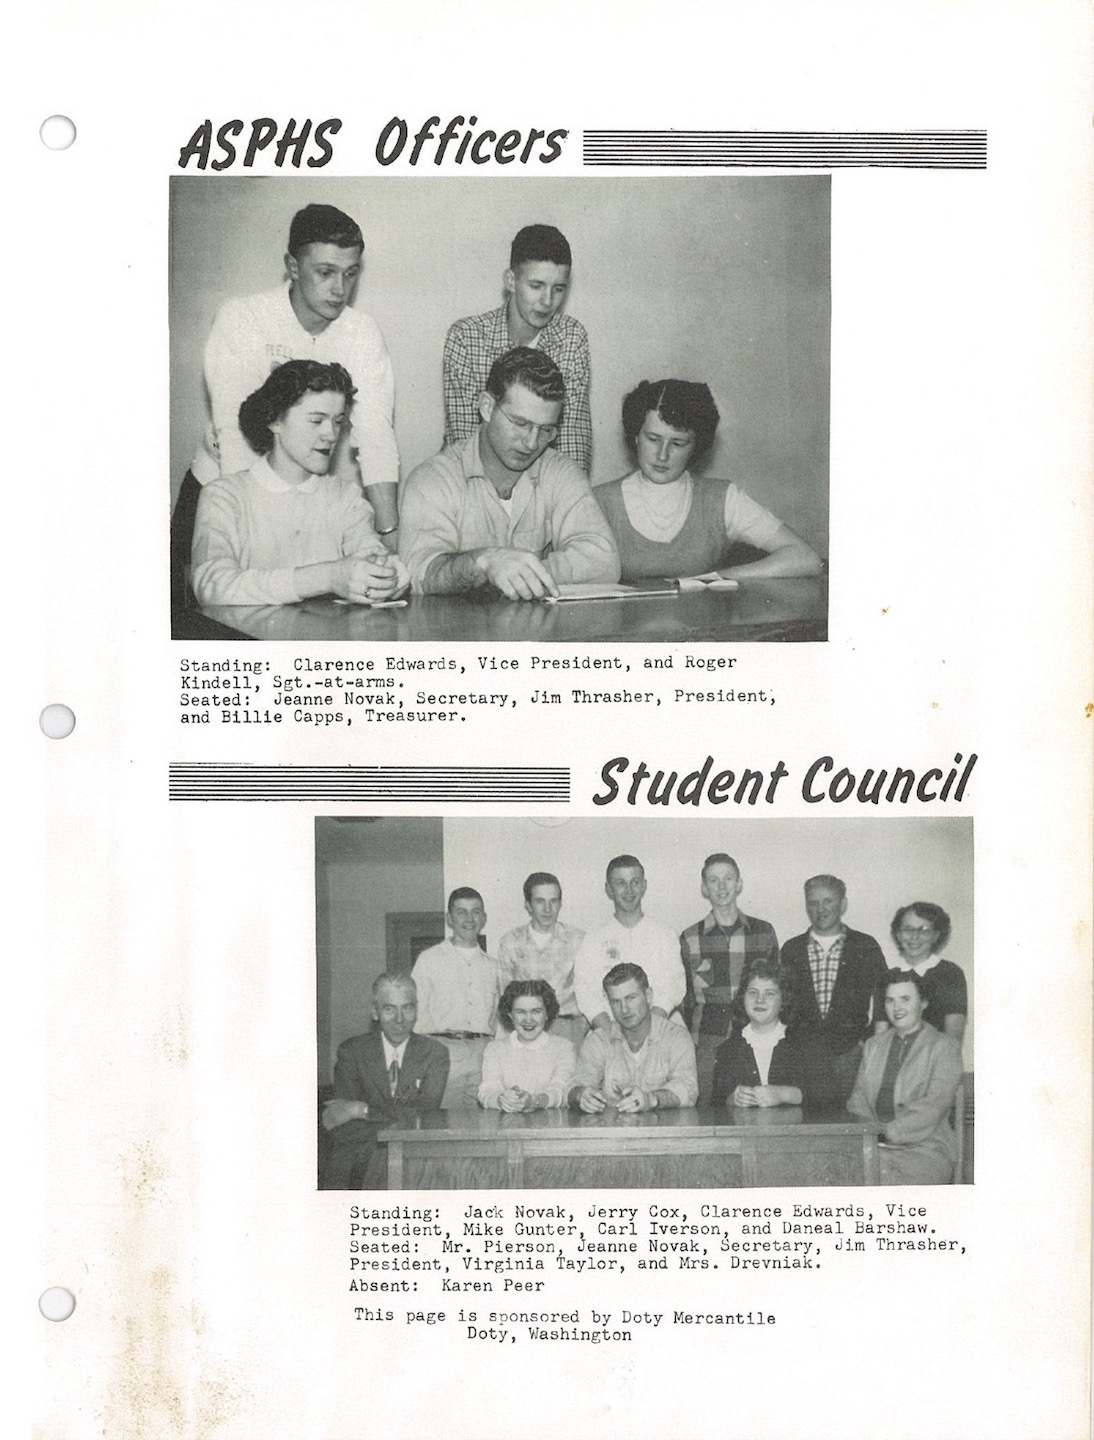 ASPHS Officers
Standing: Clarence Edwards, Vice President, and Roger
Kindell, Sgt.-at-arms.
Seated: Jeanne Novak, Secretary, Jim Thrasher, President,
and Billie Capps, Treasurer.
Student Council
Standing: Jack Novak, Jerry Cox, Clarence Edwards, Vice
President, Mike Gunter, Carl Iverson, and Daneal Barshaw.
Seated: Mr. Pierson, Jeanne Novak, Secretary, Jim Thrasher,
President, Virginia Taylor, and Mrs. Drevniak.
Absent: Karen Peer
This page is sponsored by Doty Mercantile
Doty, Washington